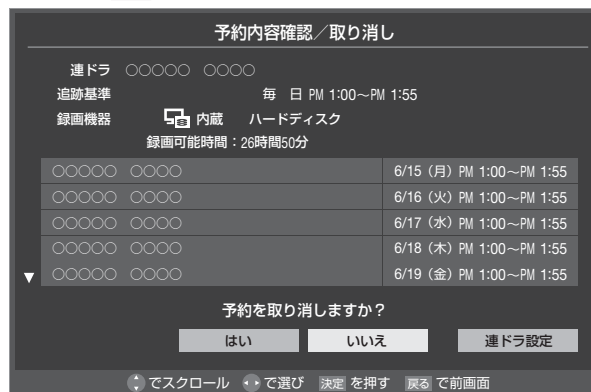 予約内容確認／取り消し
連ドラ ○○○○○ ○○○○
追跡基準 毎 日 PM 1:00～PM 1:55
録画機器 内蔵 ハードディスク
録画可能時間：26時間50分
○○○○○ ○○○○ 6/15（月）PM 1:00～PM 1:55
○○○○○ ○○○○ 6/16（火）PM 1:00～PM 1:55
○○○○○ ○○○○ 6/17（水）PM 1:00～PM 1:55
○○○○○ ○○○○ 6/18（木）PM 1:00～PM 1:55
▼ ○○○○○ ○○○○ 6/19（金）PM 1:00～PM 1:55
予約を取り消しますか？
はい いいえ 連ドラ設定
でスクロール で選び 決定 を押す 戻る で前画面